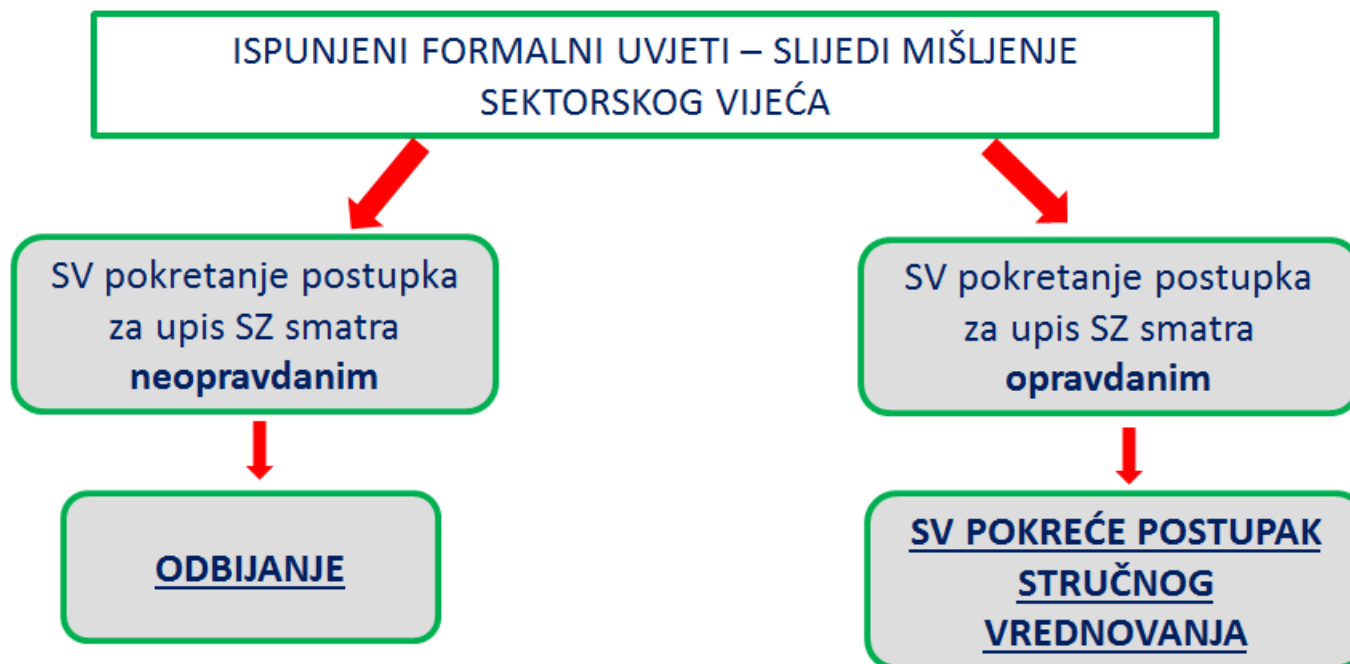 ISPUNJENI FORMALNI UVJETI – SLIJEDI MIŠLJENJE
SEKTORSKOG VIJEĆA
SV pokretanje postupka
za upis SZ smatra
neopravdanim
SV pokretanje postupka
za upis SZ smatra
opravdanim
ODBIJANJE
SV POKREĆE POSTUPAK
STRUČNOG
VREDNOVANJA